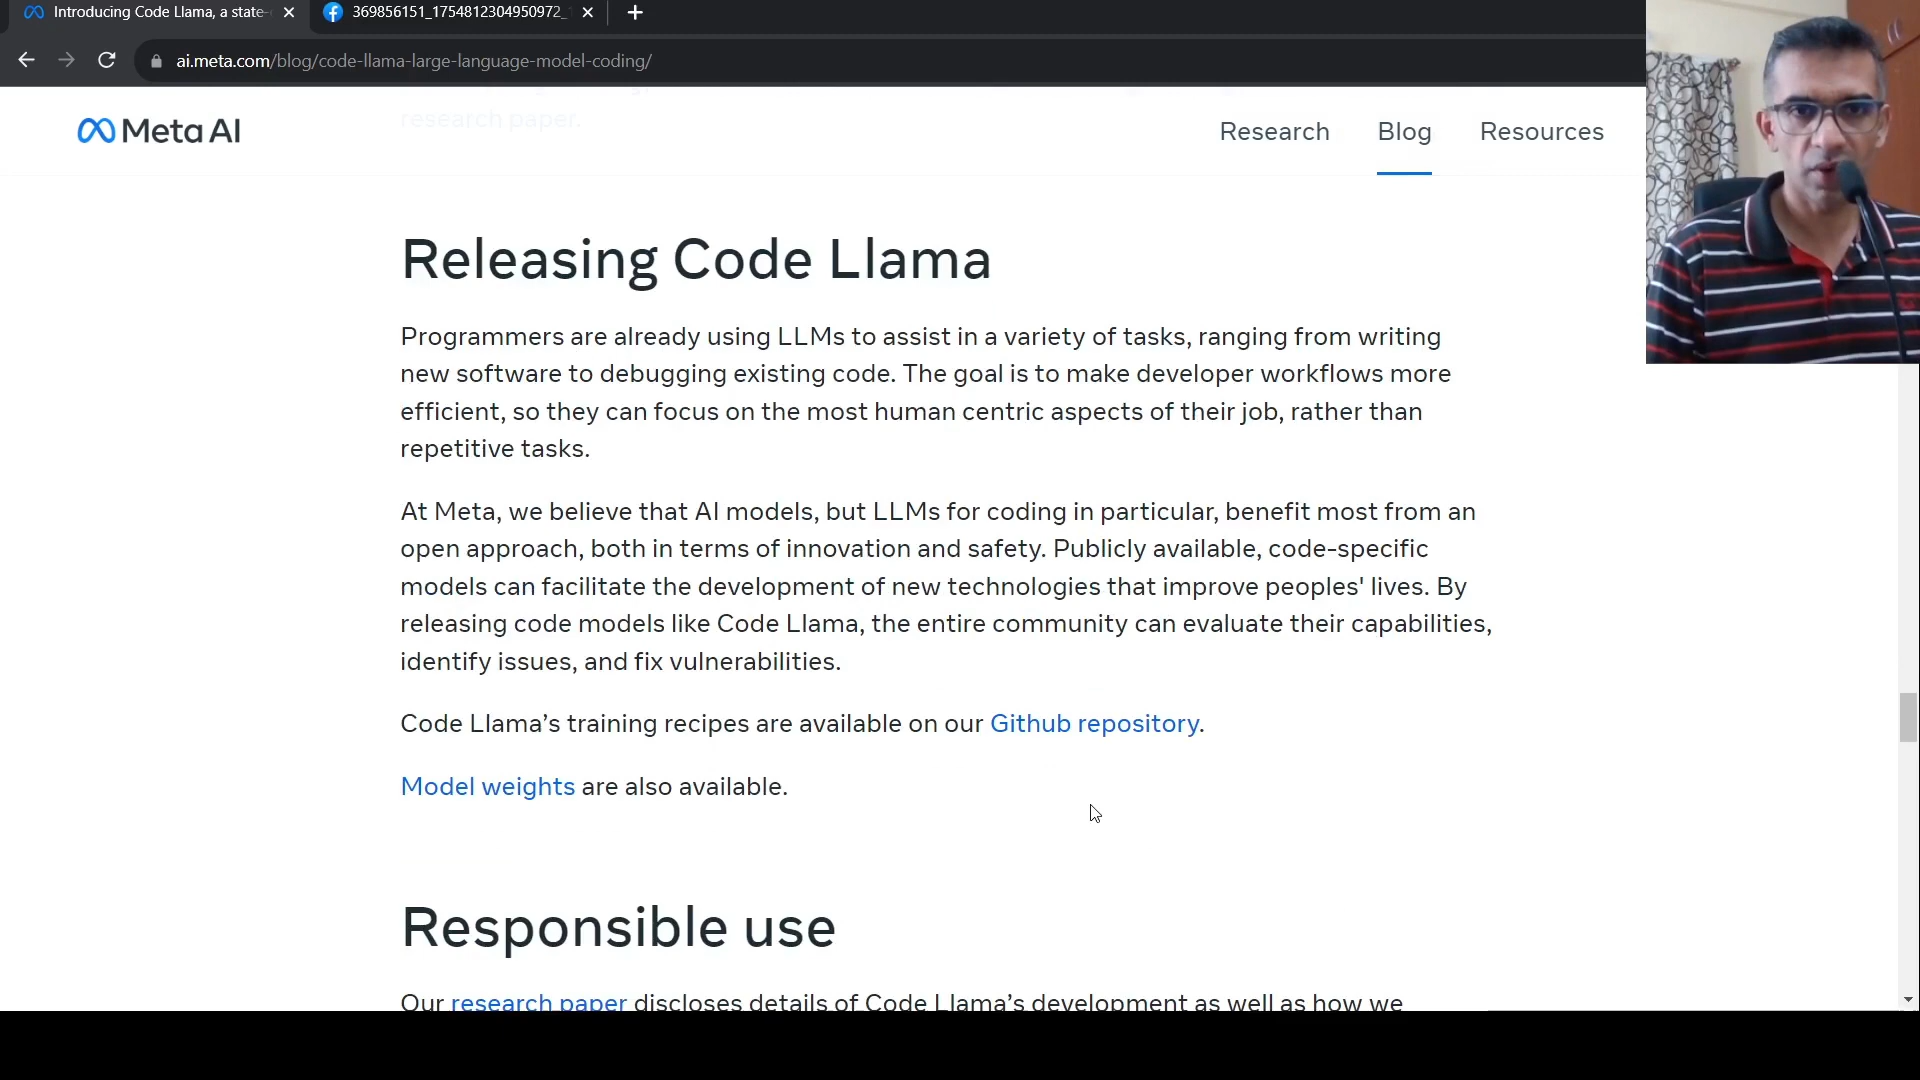 Introducing Code Llama, a state-
369856151_1754812304950972_
ai.meta.com/blog/code-llama-large-language-model-coding/
research paper.
Meta AI
Research
Blog
Resources
Releasing Code Llama
Programmers are already using LLMs to assist in a variety of tasks, ranging from writing
new software to debugging existing code. The goal is to make developer workflows more
efficient, so they can focus on the most human centric aspects of their job, rather than
repetitive tasks.
At Meta, we believe that AI models, but LLMs for coding in particular, benefit most from an
open approach, both in terms of innovation and safety. Publicly available, code-specific
models can facilitate the development of new technologies that improve peoples' lives. By
releasing code models like Code Llama, the entire community can evaluate their capabilities,
identify issues, and fix vulnerabilities.
Code Llama’s training recipes are available on our Github repository.
Model weights are also available.
Responsible use
Our research paper discloses details of Code Llama’s development as well as how we